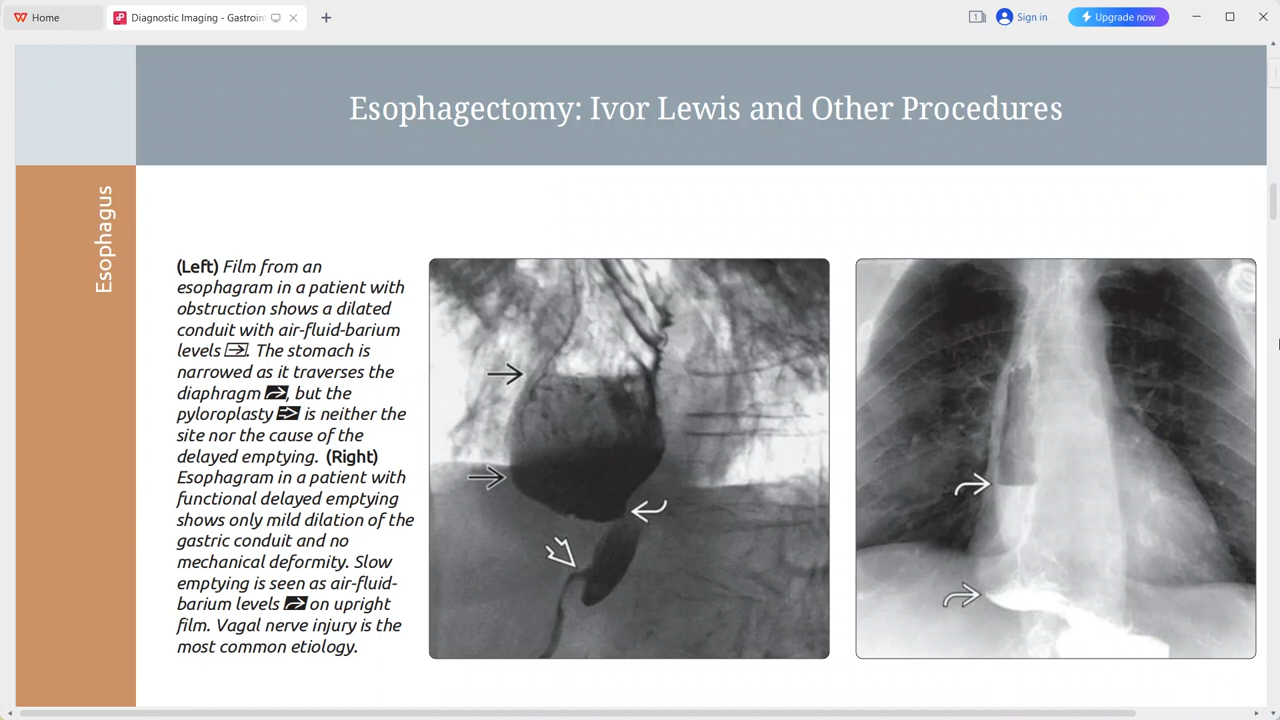 Home
Diagnostic Imaging - Gastroin
1
Sign in
Upgrade now
Esophagectomy: Ivor Lewis and Other Procedures
Esophagus
(Left) Film from an
esophagram in a patient with
obstruction shows a dilated
conduit with air-fluid-barium
levels. The stomach is
narrowed as it traverses the
diaphragm, but the
pyloroplasty is neither the
site nor the cause of the
delayed emptying. (Right)
Esophagram in a patient with
functional delayed emptying
shows only mild dilation of the
gastric conduit and no
mechanical deformity. Slow
emptying is seen as air-fluid-
barium levels on upright
film. Vagal nerve injury is the
most common etiology.